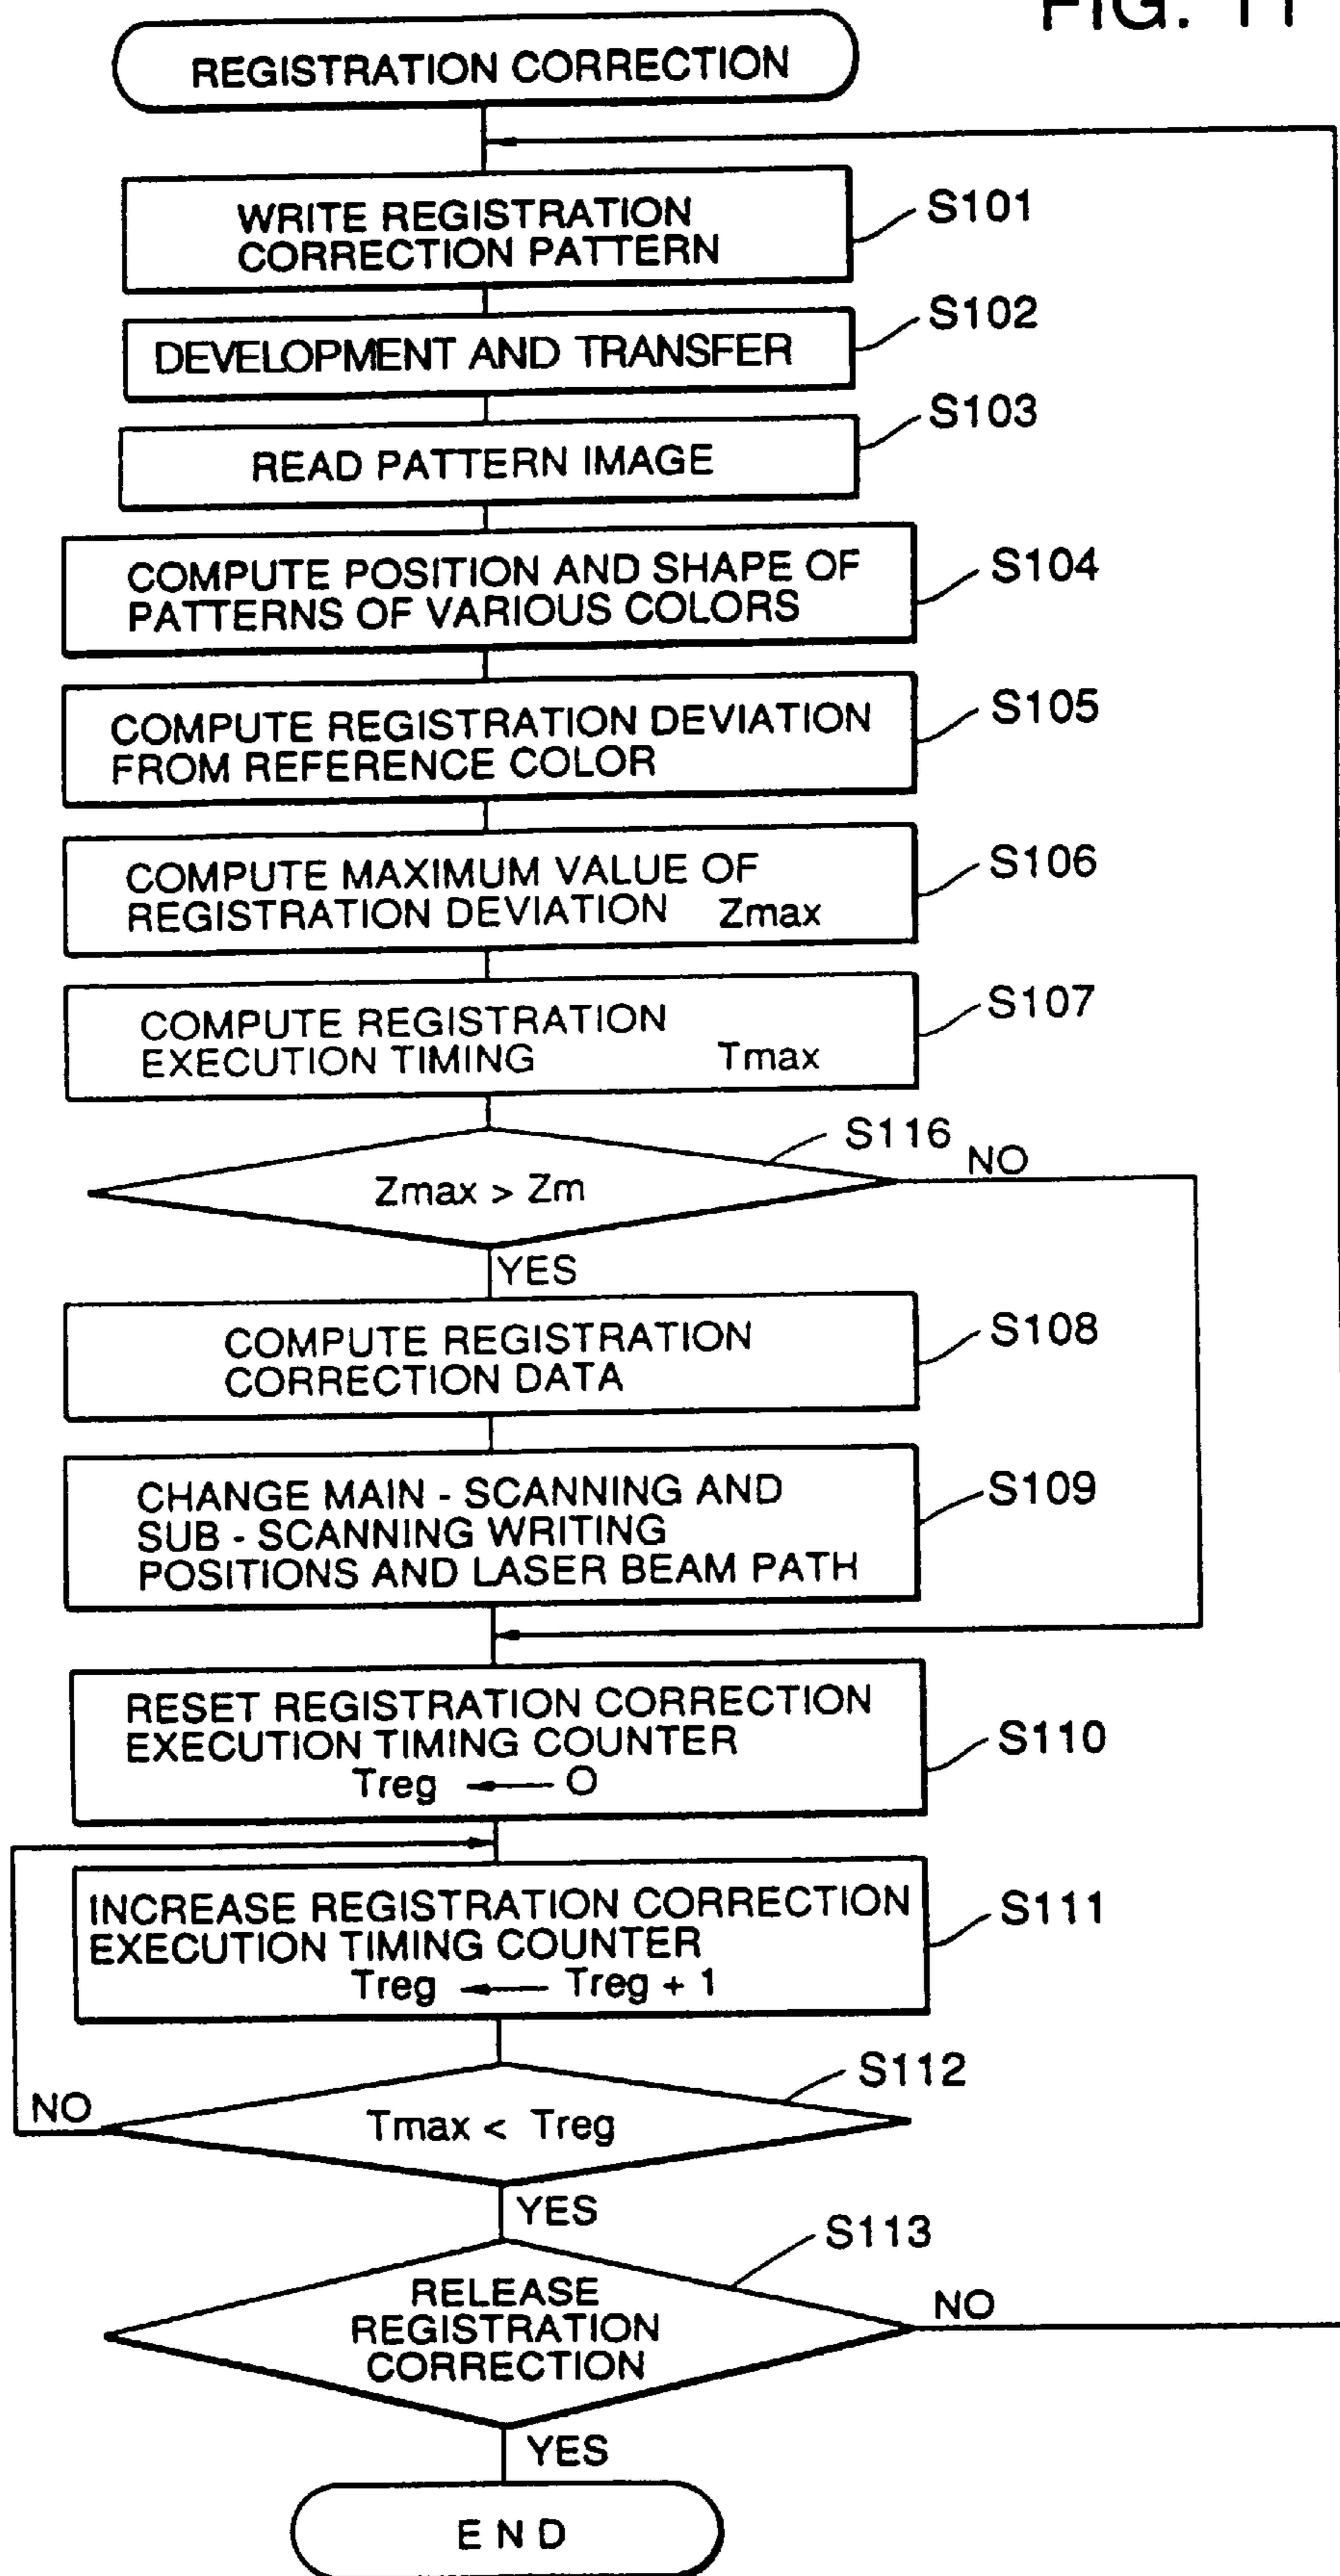 FIG. 11
REGISTRATION CORRECTION
WRITE REGISTRATION
CORRECTION PATTERN
S101
DEVELOPMENT AND TRANSFER
S102
READ PATTERN IMAGE
S103
COMPUTE POSITION AND SHAPE OF
PATTERNS OF VARIOUS COLORS
S104
COMPUTE REGISTRATION DEVIATION
FROM REFERENCE COLOR
S105
COMPUTE MAXIMUM VALUE OF
REGISTRATION DEVIATION Zmax
S106
COMPUTE REGISTRATION
EXECUTION TIMING Tmax
S107
Zmax > Zm
S116
NO
YES
COMPUTE REGISTRATION
CORRECTION DATA
S108
CHANGE MAIN - SCANNING AND
SUB - SCANNING WRITING
POSITIONS AND LASER BEAM PATH
S109
RESET REGISTRATION CORRECTION
EXECUTION TIMING COUNTER
Treg ← O
S110
INCREASE REGISTRATION CORRECTION
EXECUTION TIMING COUNTER
Treg ← Treg + 1
S111
Tmax < Treg
S112
NO
YES
RELEASE
REGISTRATION
CORRECTION
S113
NO
YES
E N D